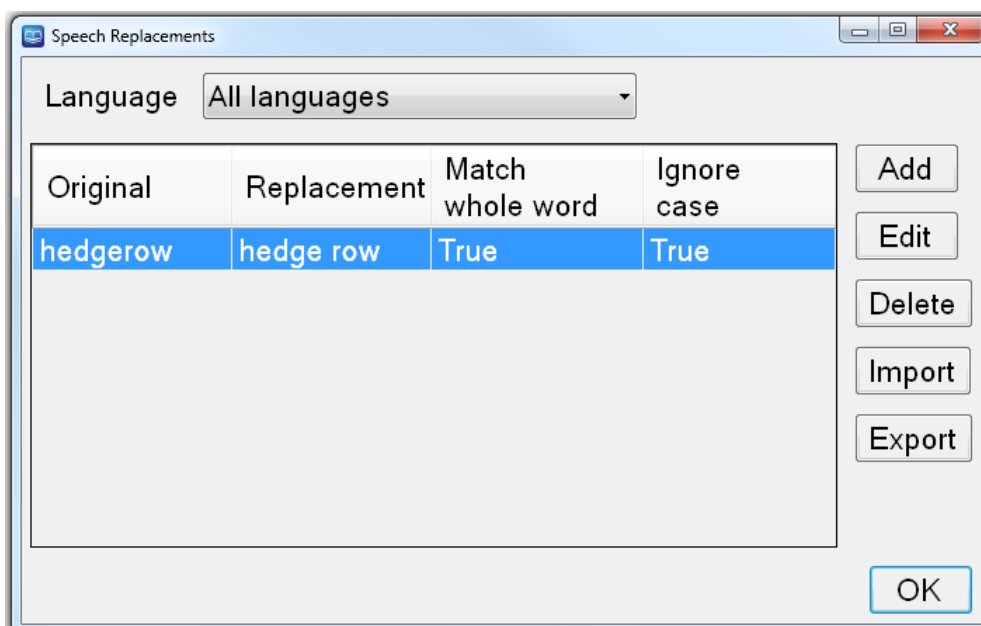 Speech Replacements
Language All languages
Original Replacement Match whole word Ignore case
hedgerow hedge row True True
Add
Edit
Delete
Import
Export
OK